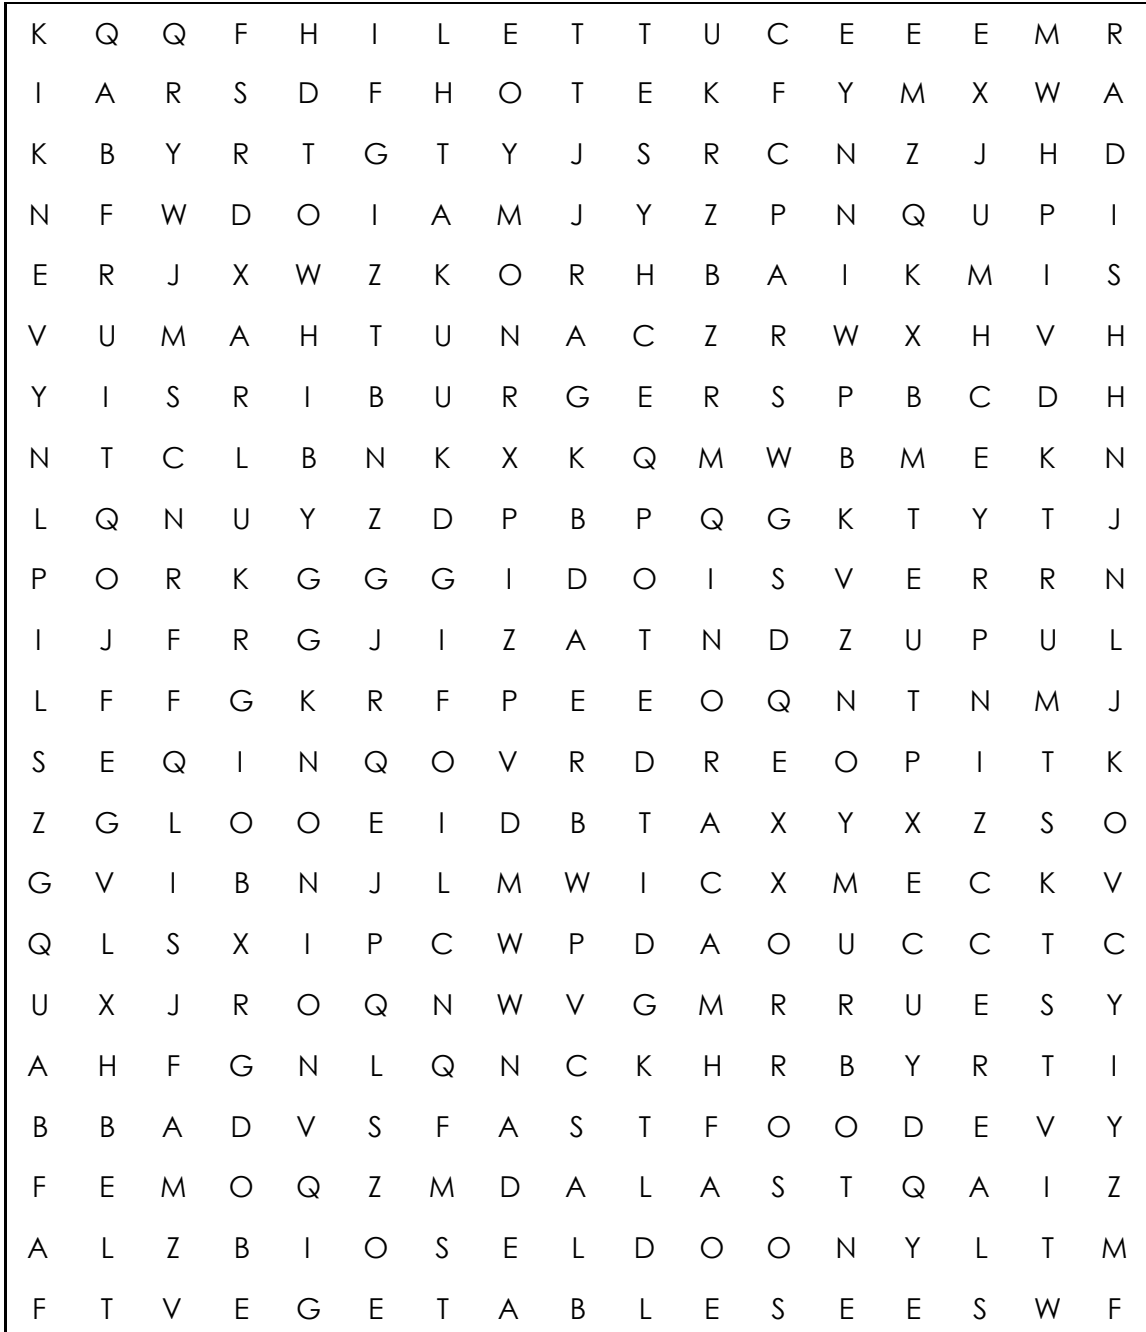 K Q Q F H I L E T T U C E E E M R
I A R S D F H O T E K F Y M X W A
K B Y R T G T Y J S R C N Z J H D
N F W D O I A M J Y Z P N Q U P I
E R J X W Z K O R H B A I K M I S
V U M A H T U N A C Z R W X H V H
Y I S R I B U R G E R S P B C D H
N T C L B N K X K Q M W B M E K N
L Q N U Y Z D P B P Q G K T Y T J
P O R K G G G I D O I S V E R R N
I J F R G J I Z A T N D Z U P U L
L F F G K R F P E E O Q N T N M J
S E Q I N Q O V R D R E O P I T K
Z G L O O E I D B T A X Y X Z S O
G V I B N J L M W I C X M E C K V
Q L S X I P C W P D A O U C C T C
U X J R O Q N W V G M R R U E S Y
A H F G N L Q N C K H R B Y R T I
B B A D V S F A S T F O O D E V Y
F E M O Q Z M D A L A S T Q A I Z
A L Z B I O S E L D O O N Y L T M
F T V E G E T A B L E S E E S W F